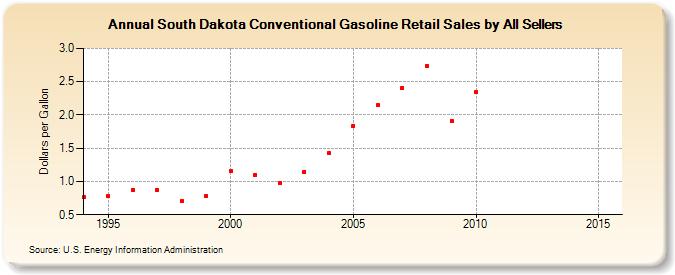 Annual South Dakota Conventional Gasoline Retail Sales by All Sellers
Dollars per Gallon
3.0
2.5
2.0
1.5
1.0
0.5
1995 2000 2005 2010 2015
Source: U.S. Energy Information Administration